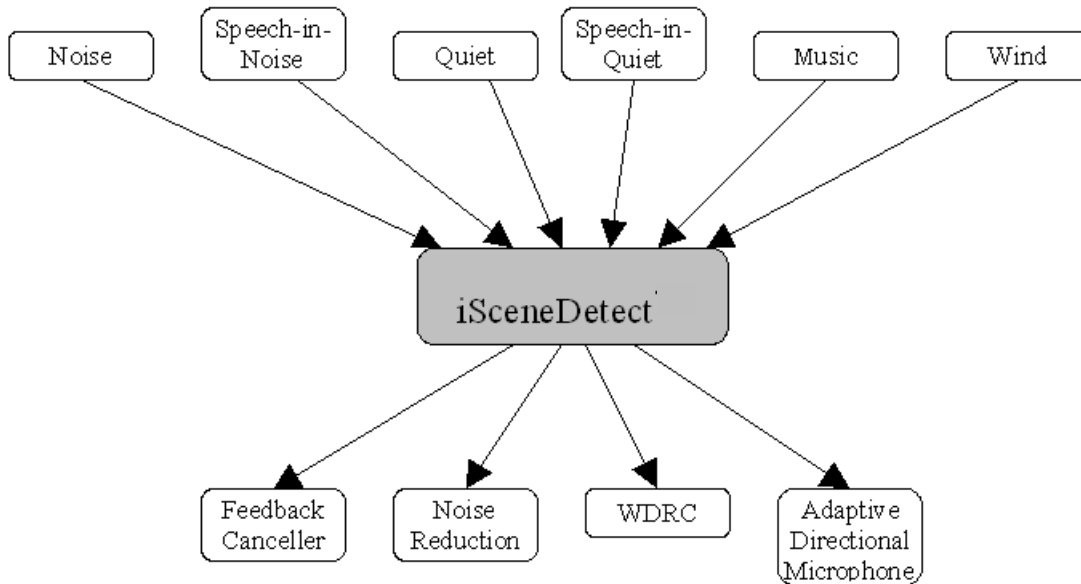 Noise
Speech-in-
Noise
Quiet
Speech-in-
Quiet
Music
Wind
iSceneDetect
Feedback
Canceller
Noise
Reduction
WDRC
Adaptive
Directional
Microphone